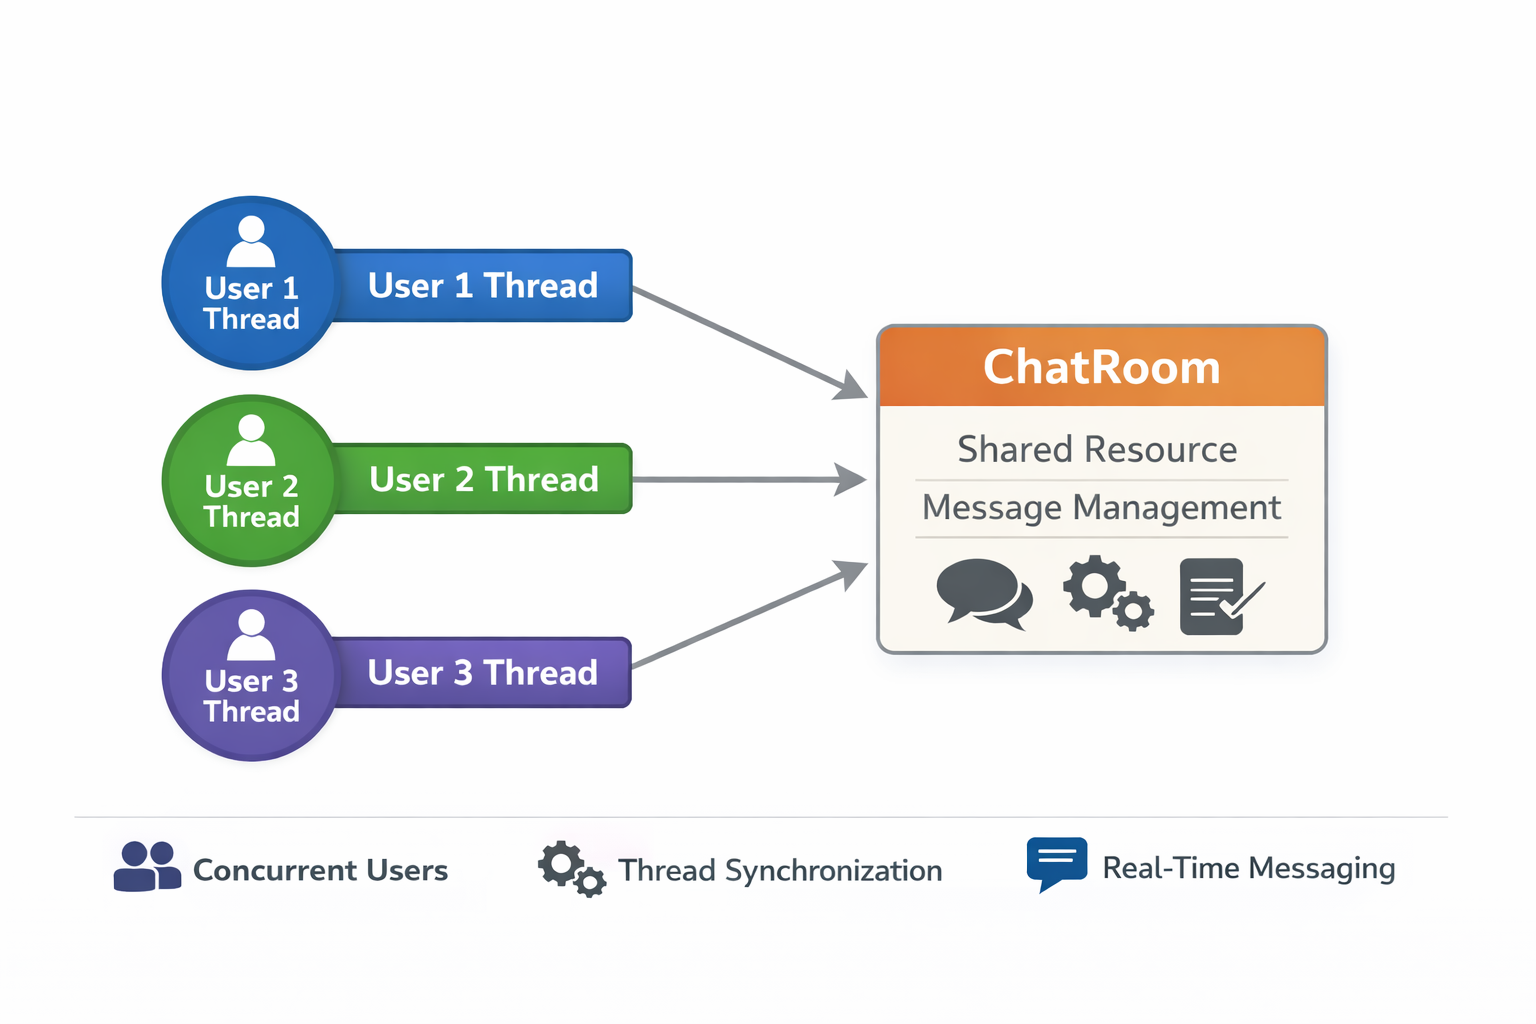 User 1
Thread
User 1 Thread
User 2
Thread
User 2 Thread
User 3
Thread
User 3 Thread
ChatRoom
Shared Resource
Message Management
Concurrent Users
Thread Synchronization
Real-Time Messaging